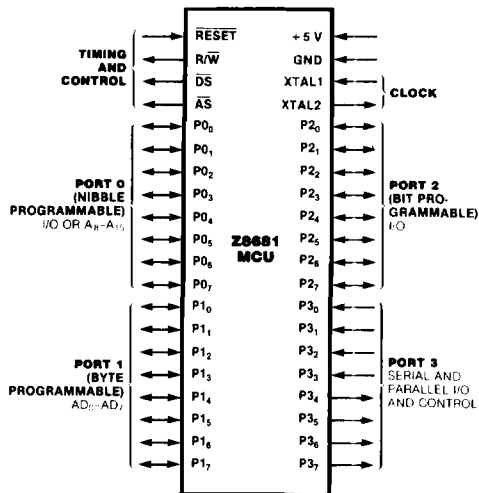 TIMING
AND
CONTROL
RESET
R/W
DS
AS
PORT 0
(NIBBLE
PROGRAMMABLE)
I/O OR A₈-A₁₅
P0₀
P0₁
P0₂
P0₃
P0₄
P0₅
P0₆
P0₇
PORT 1
(BYTE
PROGRAMMABLE)
AD₀-AD₇
P1₀
P1₁
P1₂
P1₃
P1₄
P1₅
P1₆
P1₇
Z8681
MCU
+5 V
GND
XTAL1
XTAL2
CLOCK
P2₀
P2₁
P2₂
P2₃
P2₄
P2₅
P2₆
P2₇
PORT 2
(BIT PRO-
GRAMMABLE)
I/O
P3₀
P3₁
P3₂
P3₃
P3₄
P3₅
P3₆
P3₇
PORT 3
SERIAL AND
PARALLEL I/O
AND CONTROL